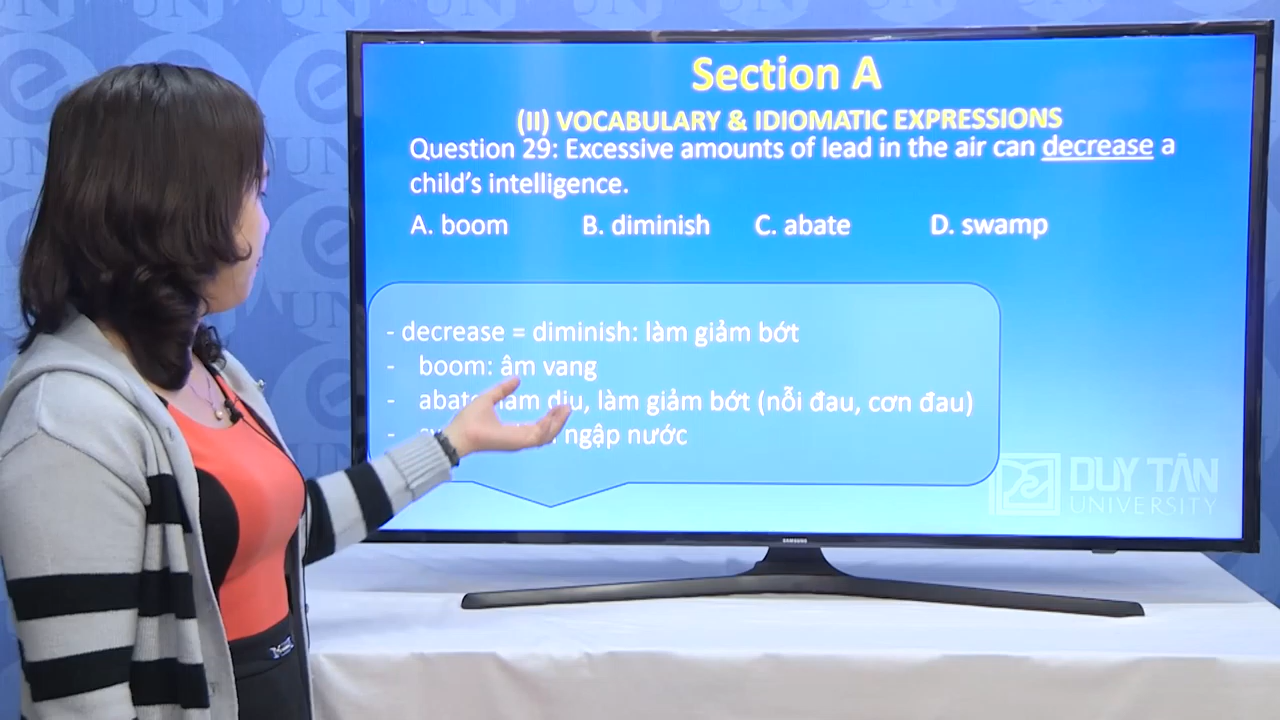 Section A
(II) VOCABULARY & IDIOMATIC EXPRESSIONS
Question 29: Excessive amounts of lead in the air can decrease a
child's intelligence.
A. boom B. diminish C. abate D. swamp
- decrease = diminish: làm giảm bớt
- boom: âm vang
- làm giảm bớt (nỗi đau, cơn đau)
- ngập nước
DUY TÂN
UNIVERSITY
SAMSUNG